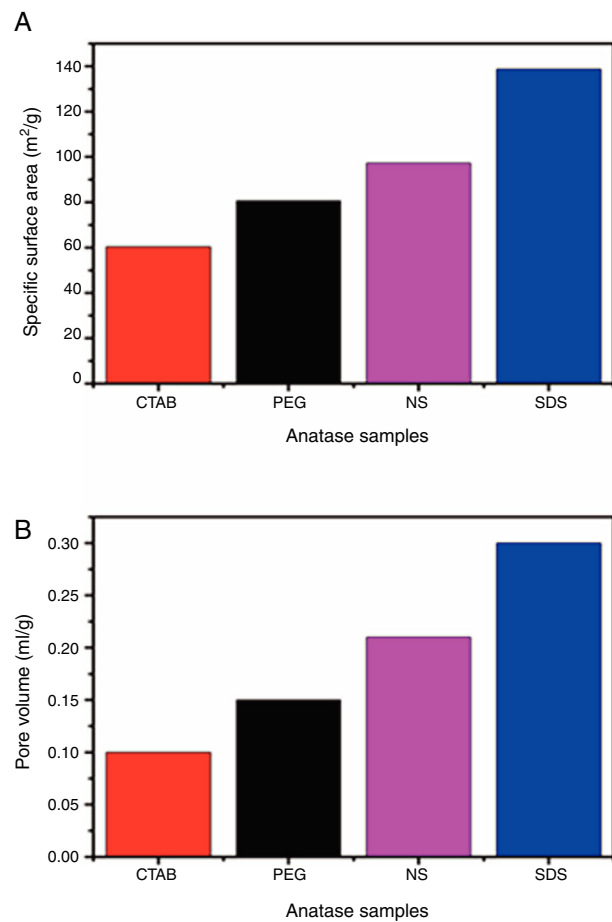 A
Specific surface area (m²/g)
140
120
100
80
60
40
20
0
CTAB PEG NS SDS
Anatase samples
B
Pore volume (ml/g)
0.30
0.25
0.20
0.15
0.10
0.05
0.00
CTAB PEG NS SDS
Anatase samples